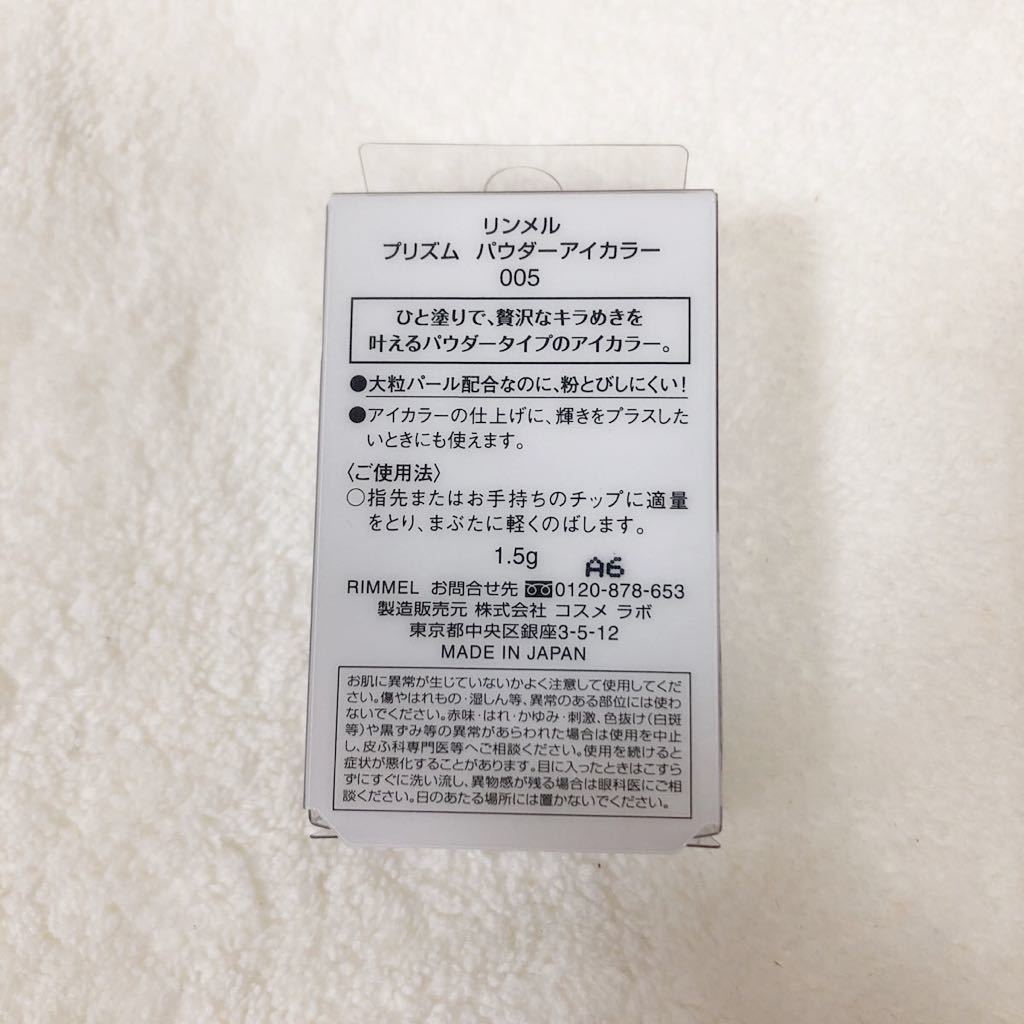 リンメル
プリズム パウダーアイカラー
005
ひと塗りで、贅沢なキラめきを
叶えるパウダータイプのアイカラー。
●大粒パール配合なのに、粉とびしにくい!
●アイカラーの仕上げに、輝きをプラスした
いときにも使えます。
〈ご使用法〉
○指先またはお手持ちのチップに適量
をとり、まぶたに軽くのばします。
1.5g
A6
RIMMEL お問合せ先 0120-878-653
製造販売元 株式会社 コスメ ラボ
東京都中央区銀座3-5-12
MADE IN JAPAN
お肌に異常が生じていないかよく注意して使用してくだ
さい。傷やはれもの・湿しん等、異常のある部位には使わ
ないでください。赤味・はれ・かゆみ・刺激、色抜け(白斑
等)や黒ずみ等の異常があらわれた場合は使用を中止
し、皮ふ科専門医等へご相談ください。使用を続けると
症状が悪化することがあります。目に入ったときはこすら
ずにすぐに洗い流し、異物感が残る場合は眼科医にご相
談ください。日のあたる場所には置かないでください。